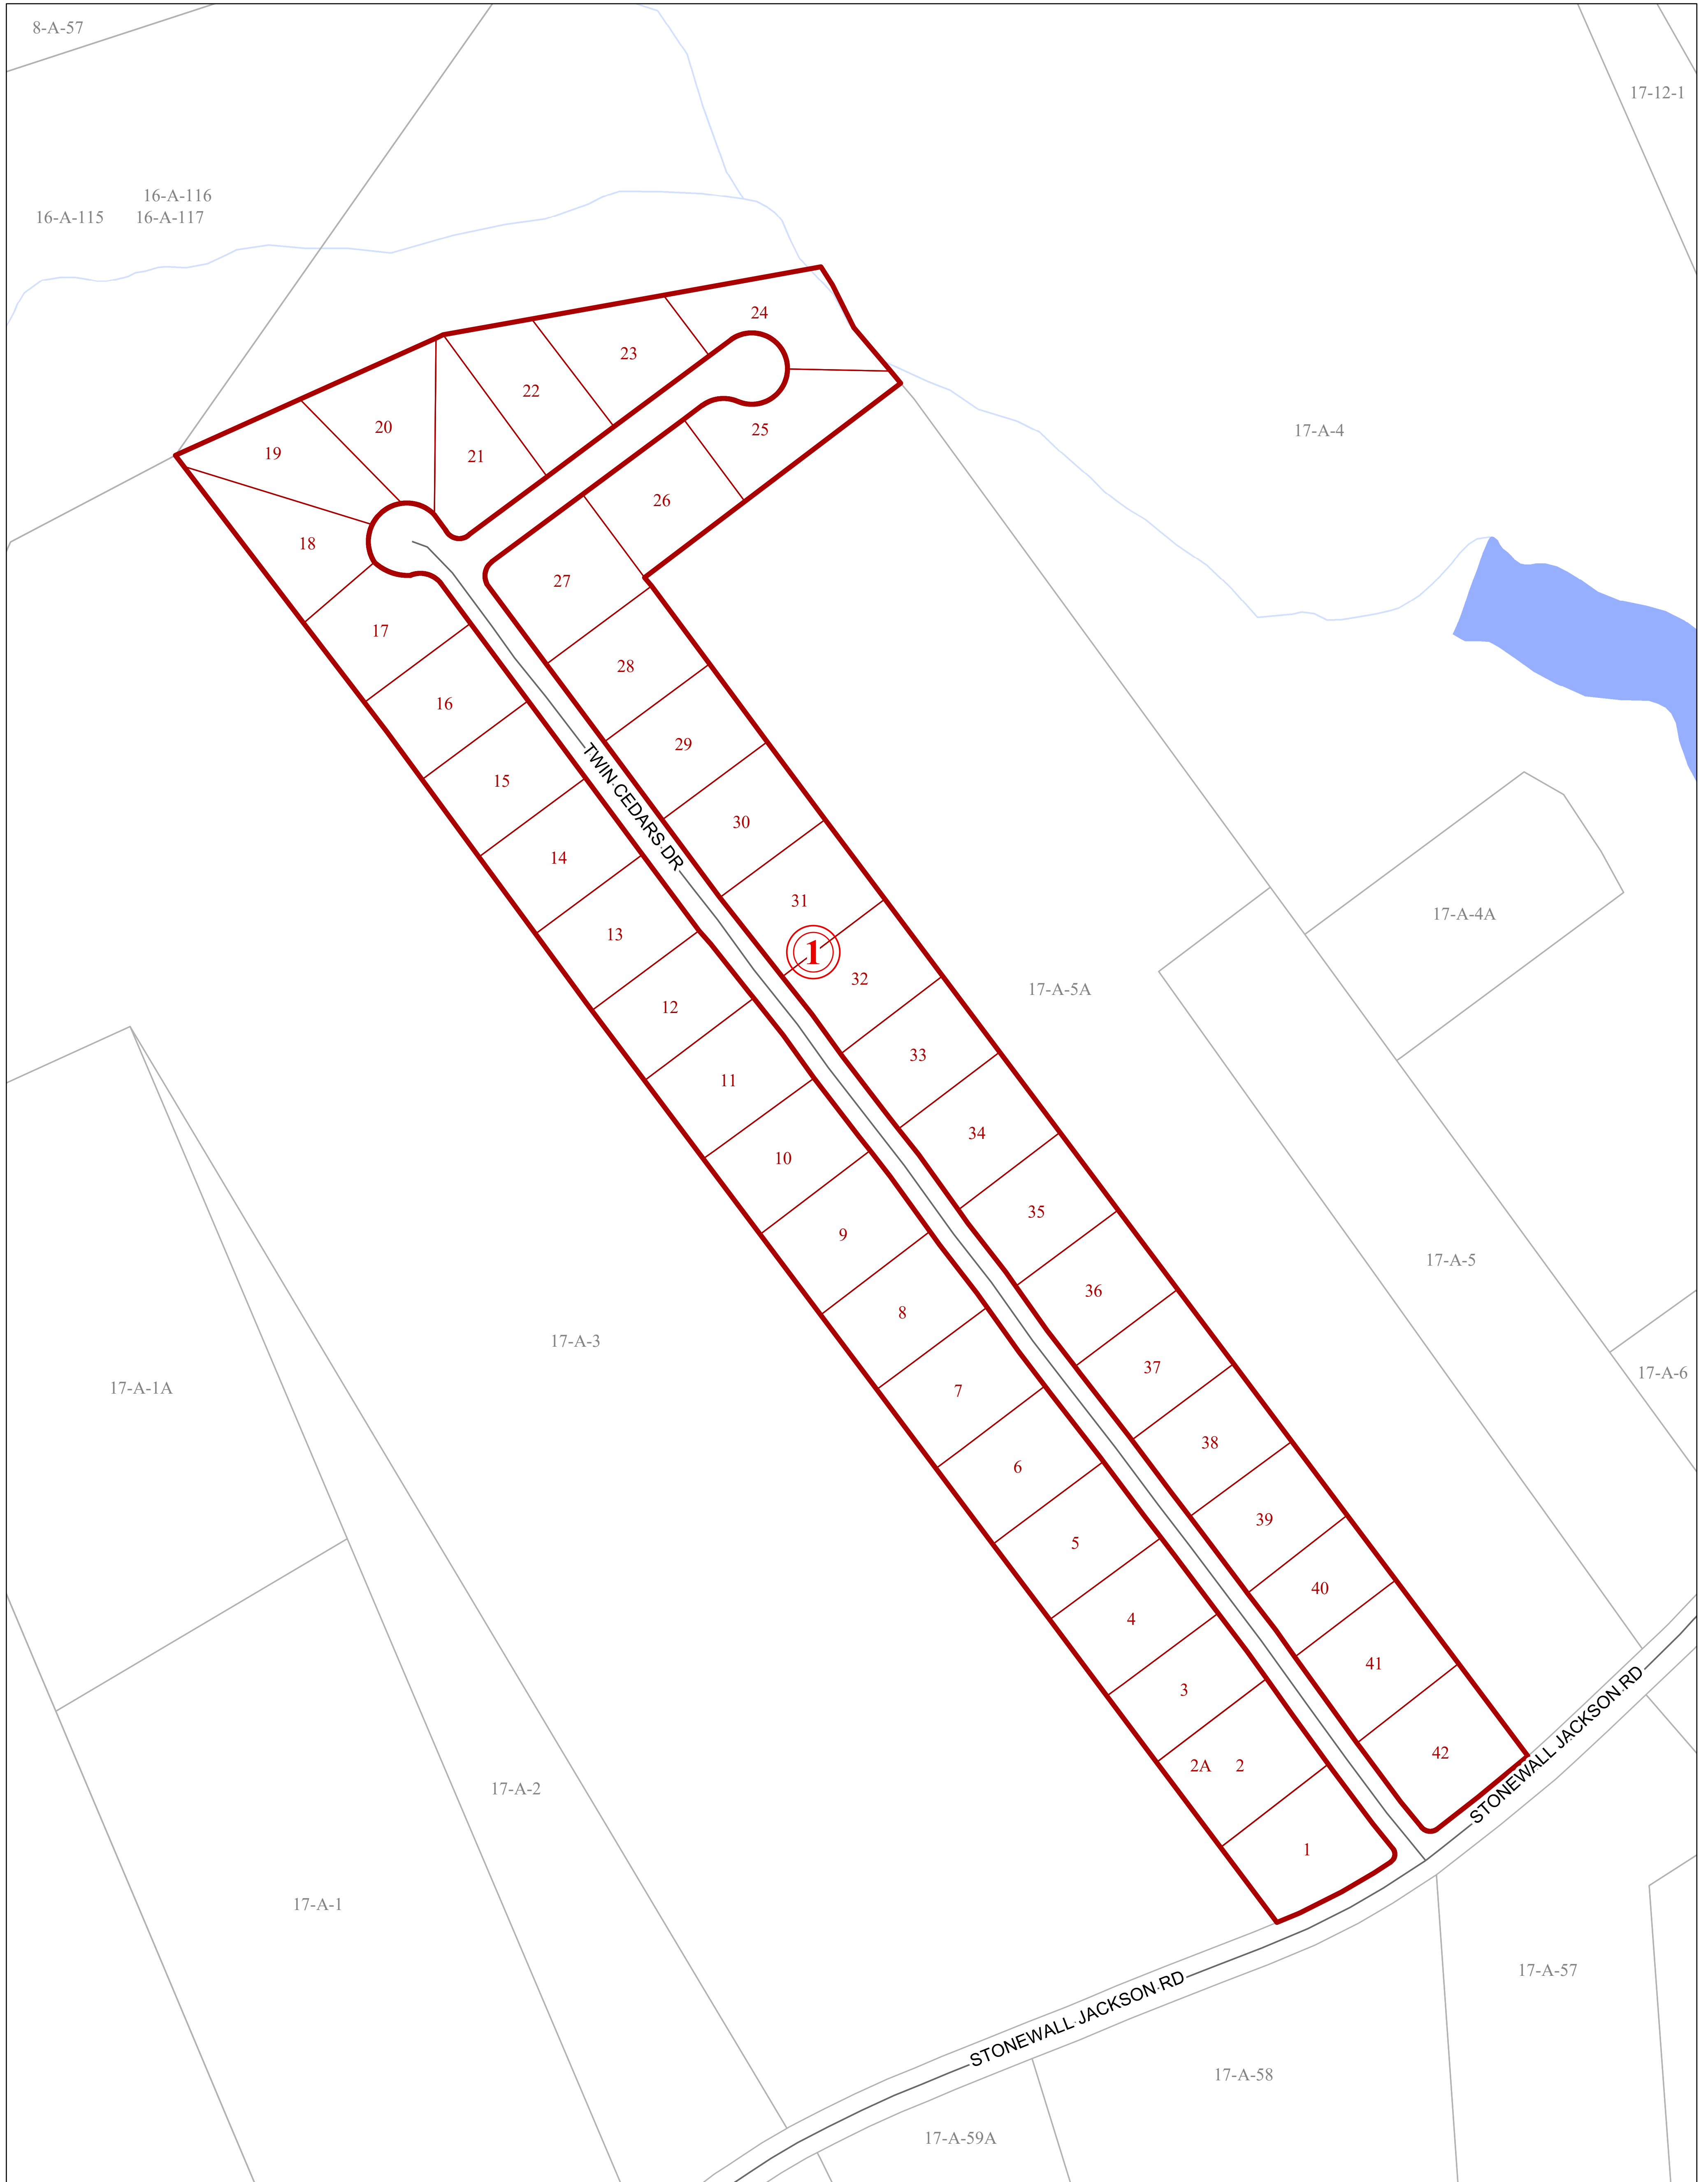 8-A-57
17-12-1
16-A-116
16-A-115 16-A-117
24
23
22
20
25
17-A-4
19
21
26
18
27
17
28
16
29
TWIN CEDARS DR
15
30
14
31
17-A-4A
13
1
32
17-A-5A
12
33
11
34
10
35
9
17-A-5
36
8
17-A-3
37
17-A-6
17-A-1A
7
38
6
39
5
40
4
41
3
STONEWALL JACKSON RD
42
2A 2
17-A-2
1
17-A-1
17-A-57
STONEWALL JACKSON RD
17-A-58
17-A-59A